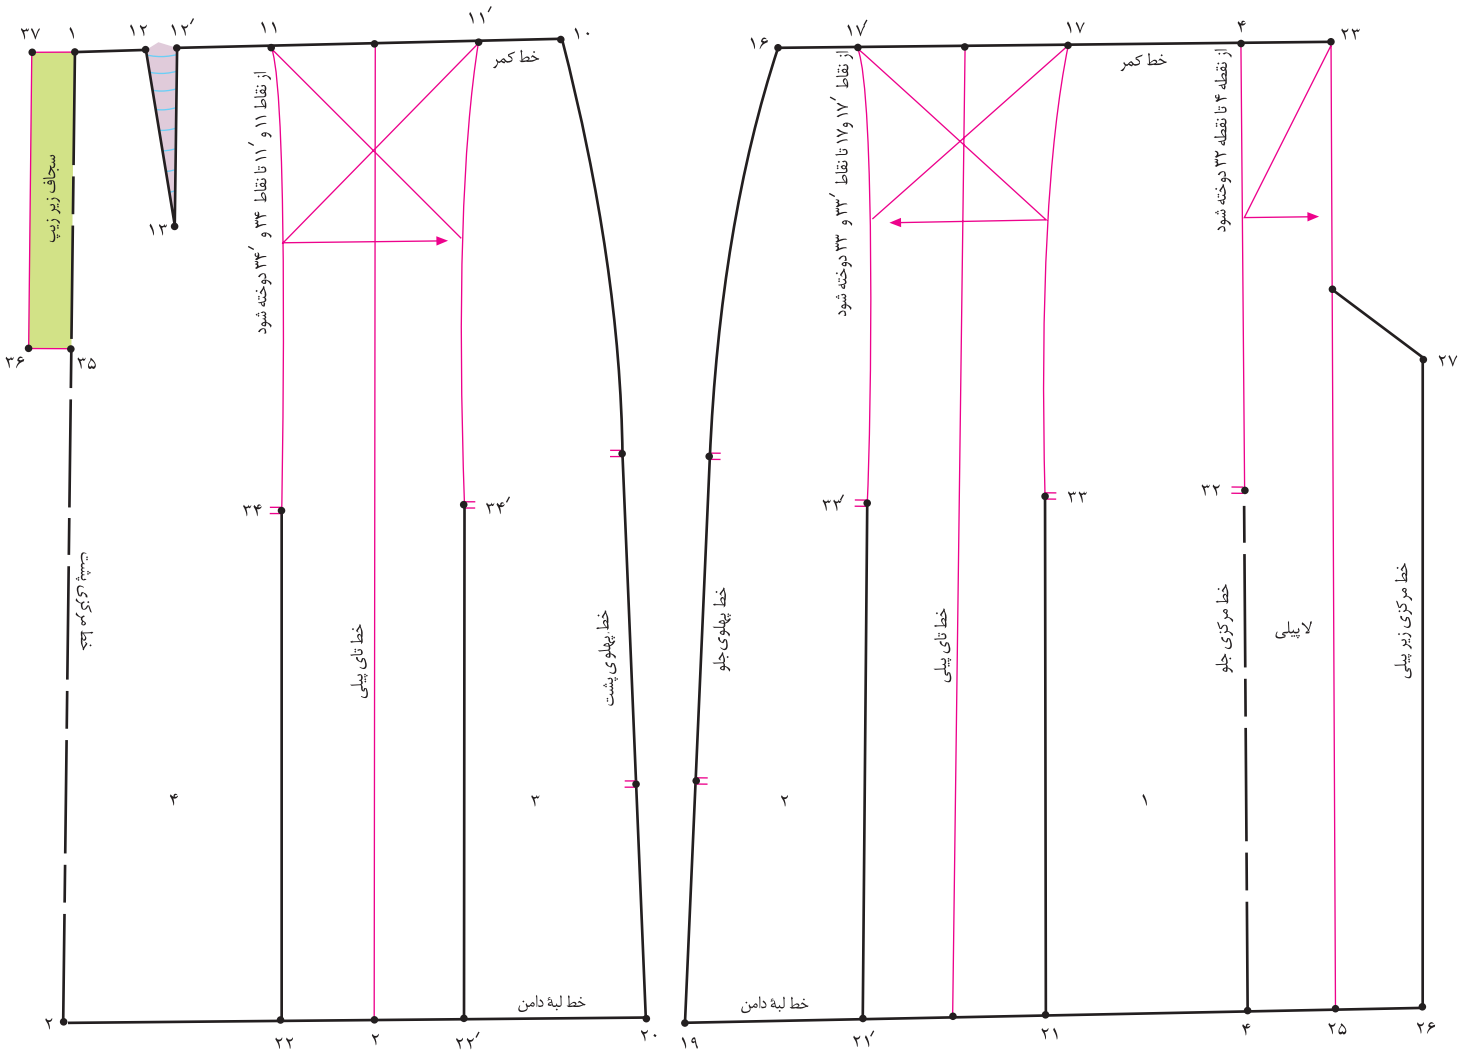 ۲۳
۴
۱۷
۱۷′
۱۶
۱۰
۱۱′
۱۱
۱۲′
۱۲
۱
۳۷
خط کمر
خط کمر
از نقطه ۴ تا نقطه ۳۲ دوخته شود
از نقاط ۱۷′ و ۱۷ تا نقاط ۳۳′ و ۳۳ دوخته شود
از نقاط ۱۱ و ۱۱′ تا نقاط ۳۴ و ۳۴′ دوخته شود
سجاف زیر زیپ
۱۳
۲۷
۳۵
۳۶
۳۲
۳۳
۳۳′
۳۴′
۳۴
خط مرکزی زیر پیلی
لا پیلی
خط مرکزی جلو
خط تای پیلی
خط پهلوی جلو
خط پهلوی پشت
خط تای پیلی
خط مرکزی پشت
۱
۲
۳
۴
خط لبۀ دامن
خط لبۀ دامن
۲۶
۲۵
۴
۲۱
۲۱′
۱۹
۲۰
۲۲′
۲
۲۲
۲